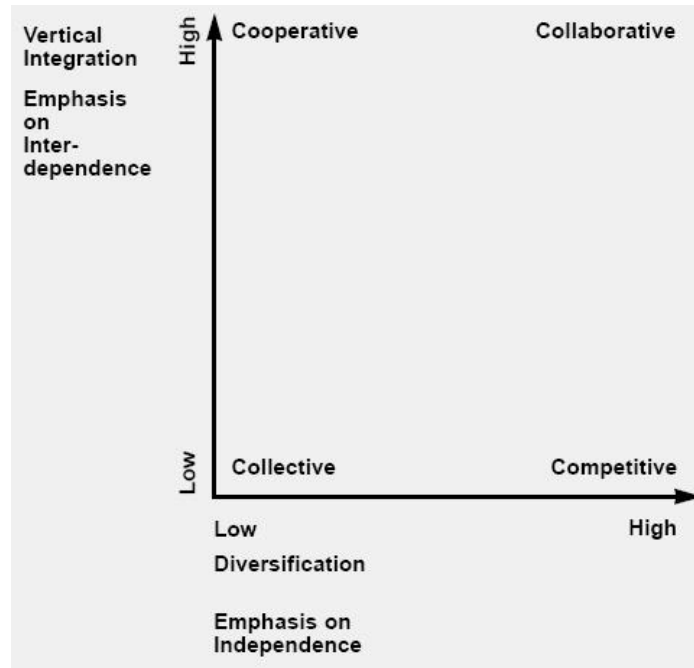 Vertical
Integration
Emphasis
on
Inter-
dependence
High
Cooperative
Collaborative
Low
Collective
Competitive
Low
High
Diversification
Emphasis on
Independence